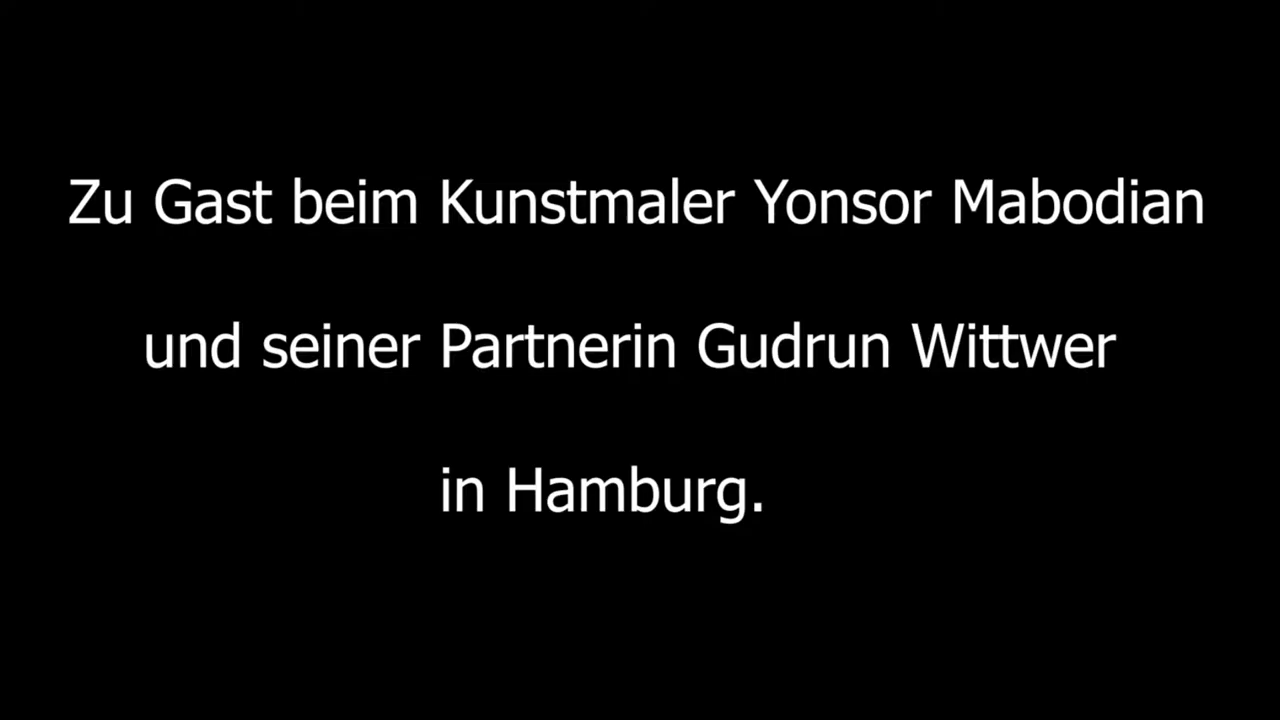 Zu Gast beim Kunstmaler Yonsor Mabodian
und seiner Partnerin Gudrun Wittwer
in Hamburg.